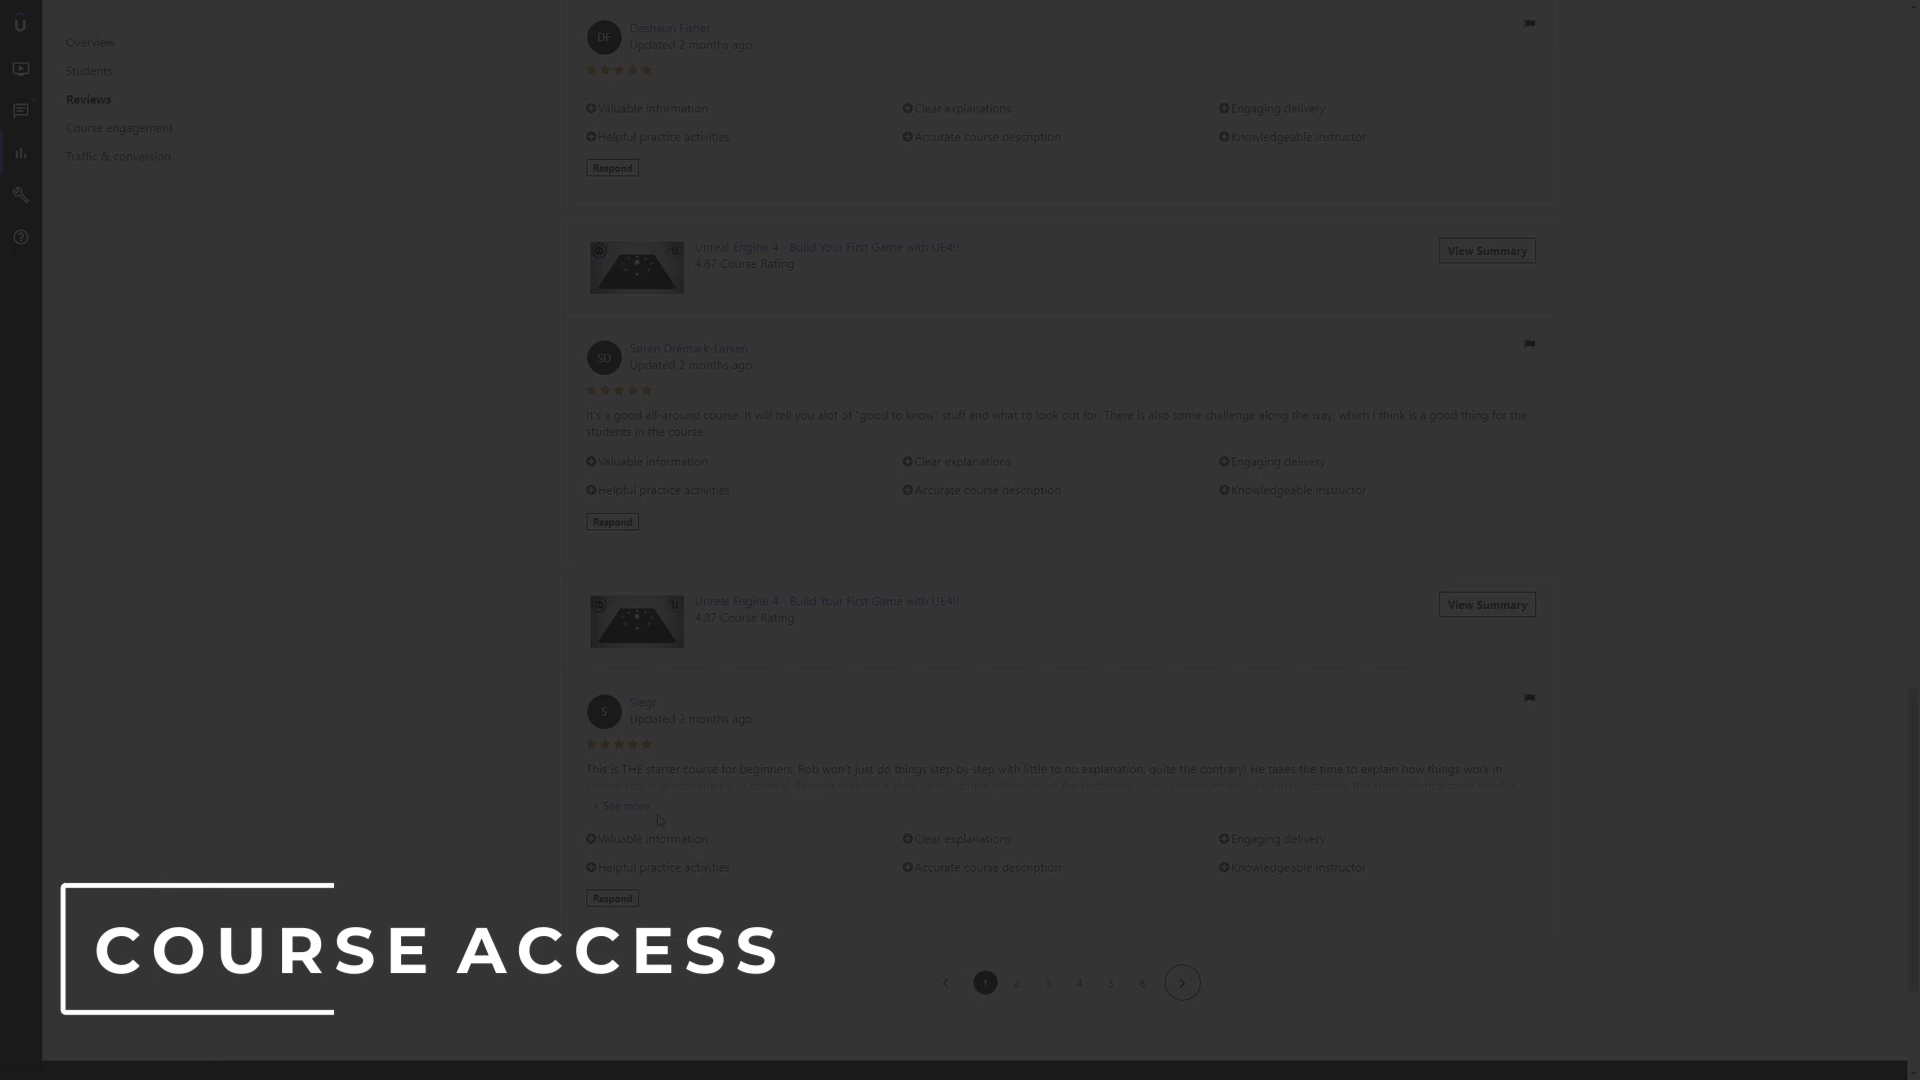 Overview
Students
Reviews
Course engagement
Traffic & conversion
DF
Deshaun Fisher
Updated 2 months ago
Valuable information
Clear explanations
Engaging delivery
Helpful practice activities
Accurate course description
Knowledgeable instructor
Respond
Unreal Engine 4 - Build Your First Game with UE4!!
4.87 Course Rating
View Summary
SD
Søren Dremark-Larsen
Updated 2 months ago
It's a good all-around course. It will tell you alot of "good to know" stuff and what to look out for. There is also some challenge along the way, which i think is a good thing for the
students in the course.
Valuable information
Clear explanations
Engaging delivery
Helpful practice activities
Accurate course description
Knowledgeable instructor
Respond
Unreal Engine 4 - Build Your First Game with UE4!!
4.87 Course Rating
View Summary
S
Siegr
Updated 2 months ago
This is THE starter course for beginners. Rob won't just do things step by step with little to no explanation, quite the contrary: He takes the time to explain how things work in
+ See more
Valuable information
Clear explanations
Engaging delivery
Helpful practice activities
Accurate course description
Knowledgeable instructor
Respond
COURSE ACCESS
1 2 3 4 5 6